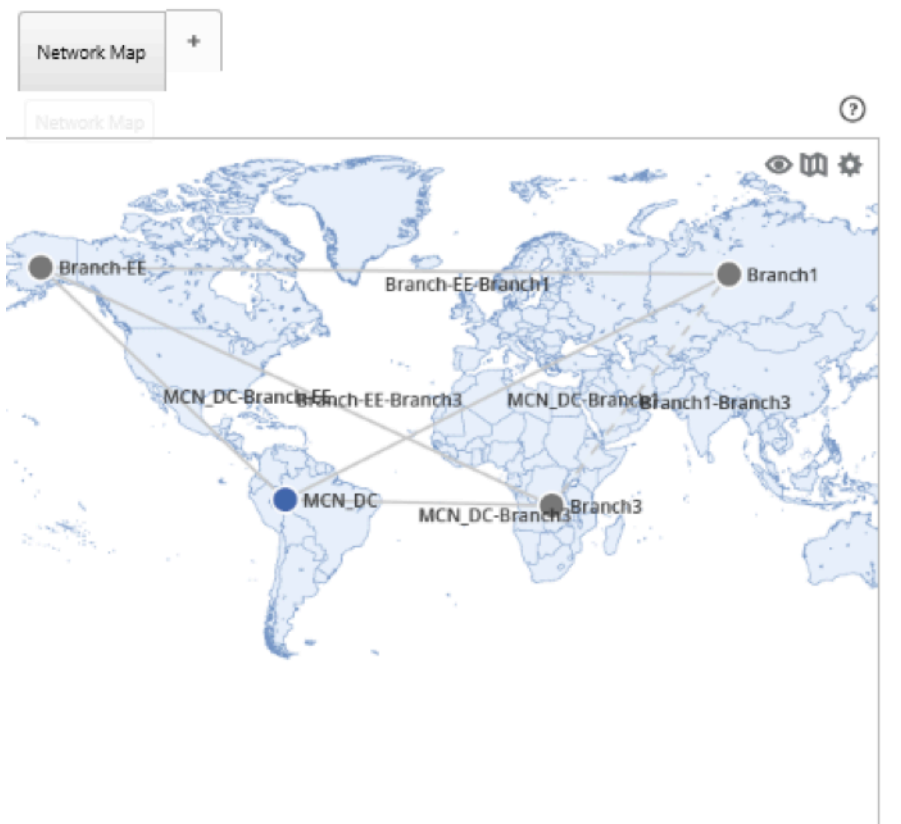 Network Map
+
Network Map
?
Branch-EE
Branch1
Branch-EE-Branch1
MCN_DC-Branch-EE
Branch-EE-Branch3
MCN_DC-Branch1
Branch1-Branch3
MCN_DC
Branch3
MCN_DC-Branch3